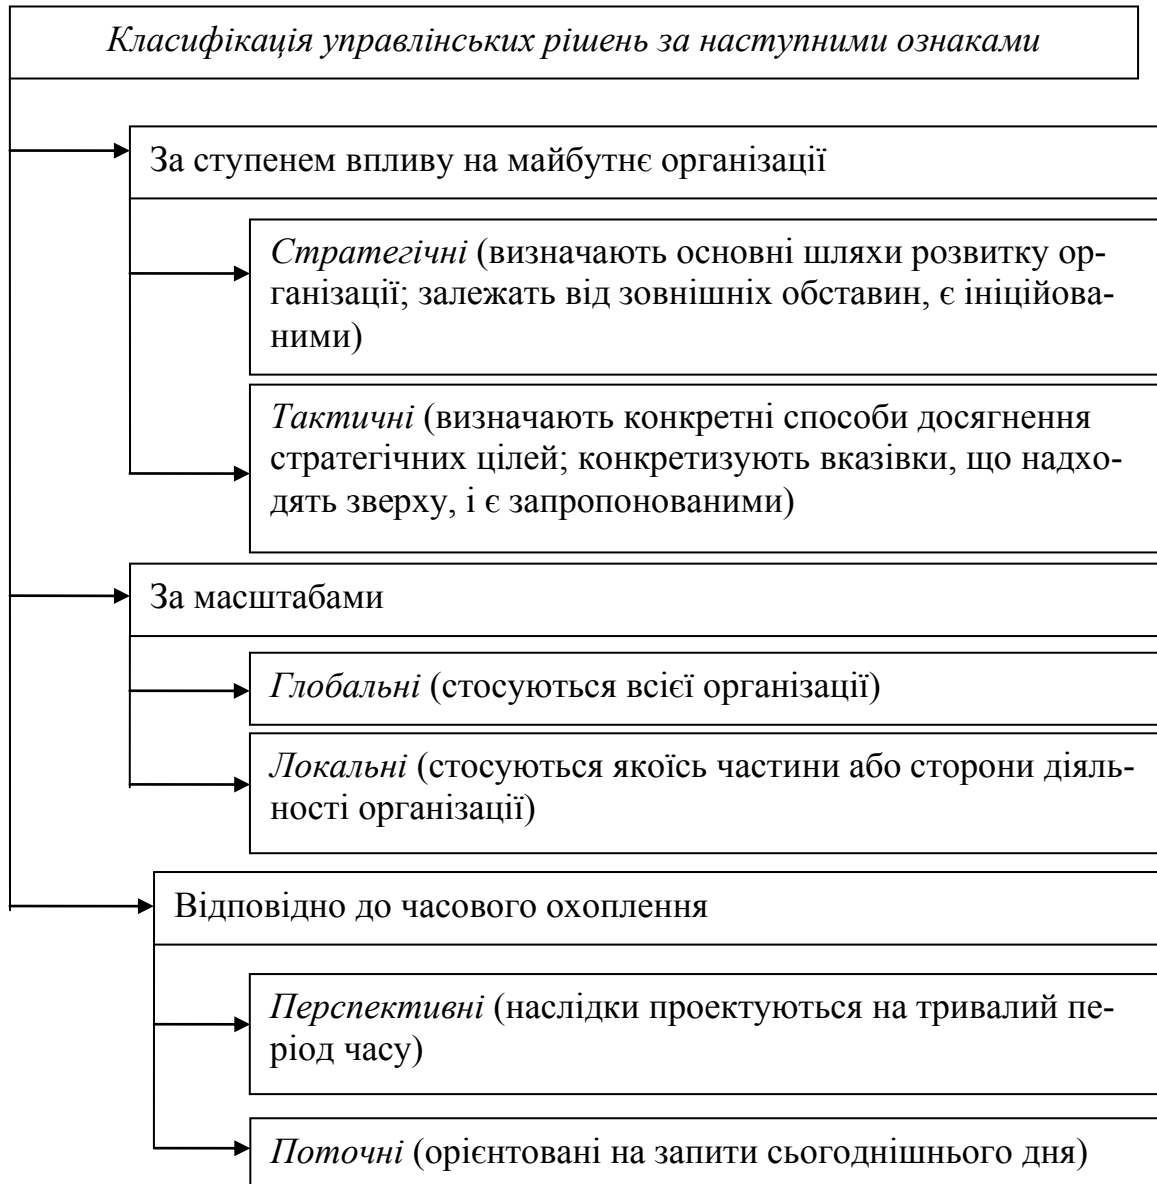 Класифікація управлінських рішень за наступними ознаками
За ступенем впливу на майбутнє організації
Стратегічні (визначають основні шляхи розвитку ор-
ганізації; залежать від зовнішніх обставин, є ініційова-
ними)
Тактичні (визначають конкретні способи досягнення
стратегічних цілей; конкретизують вказівки, що надхо-
дять зверху, і є запропонованими)
За масштабами
Глобальні (стосуються всієї організації)
Локальні (стосуються якоїсь частини або сторони діяль-
ності організації)
Відповідно до часового охоплення
Перспективні (наслідки проектуються на тривалий пе-
ріод часу)
Поточні (орієнтовані на запити сьогоднішнього дня)